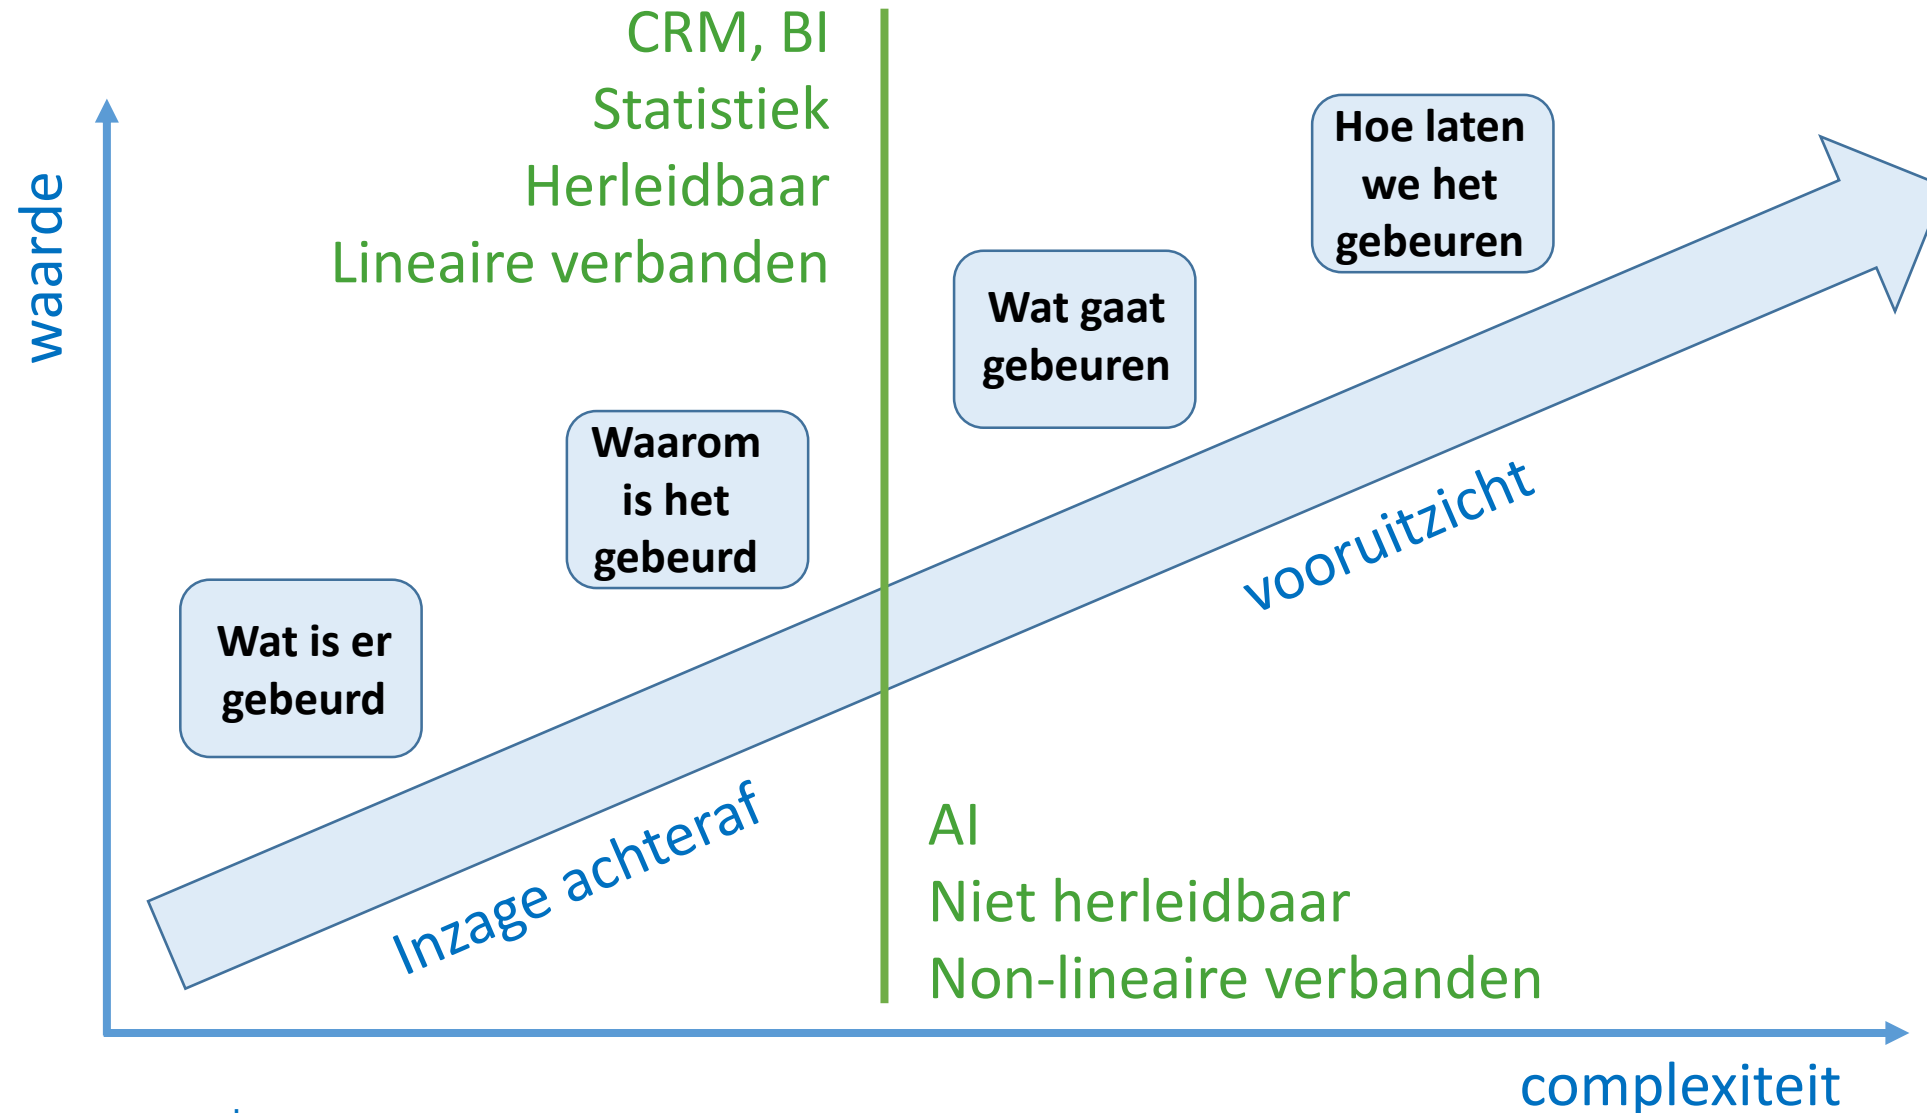 CRM, BI
Statistiek
Herleidbaar
Lineaire verbanden
waarde
Hoe laten
we het
gebeuren
Wat gaat
gebeuren
Waarom
is het
gebeurd
Wat is er
gebeurd
vooruitzicht
Inzage achteraf
AI
Niet herleidbaar
Non-lineaire verbanden
complexiteit